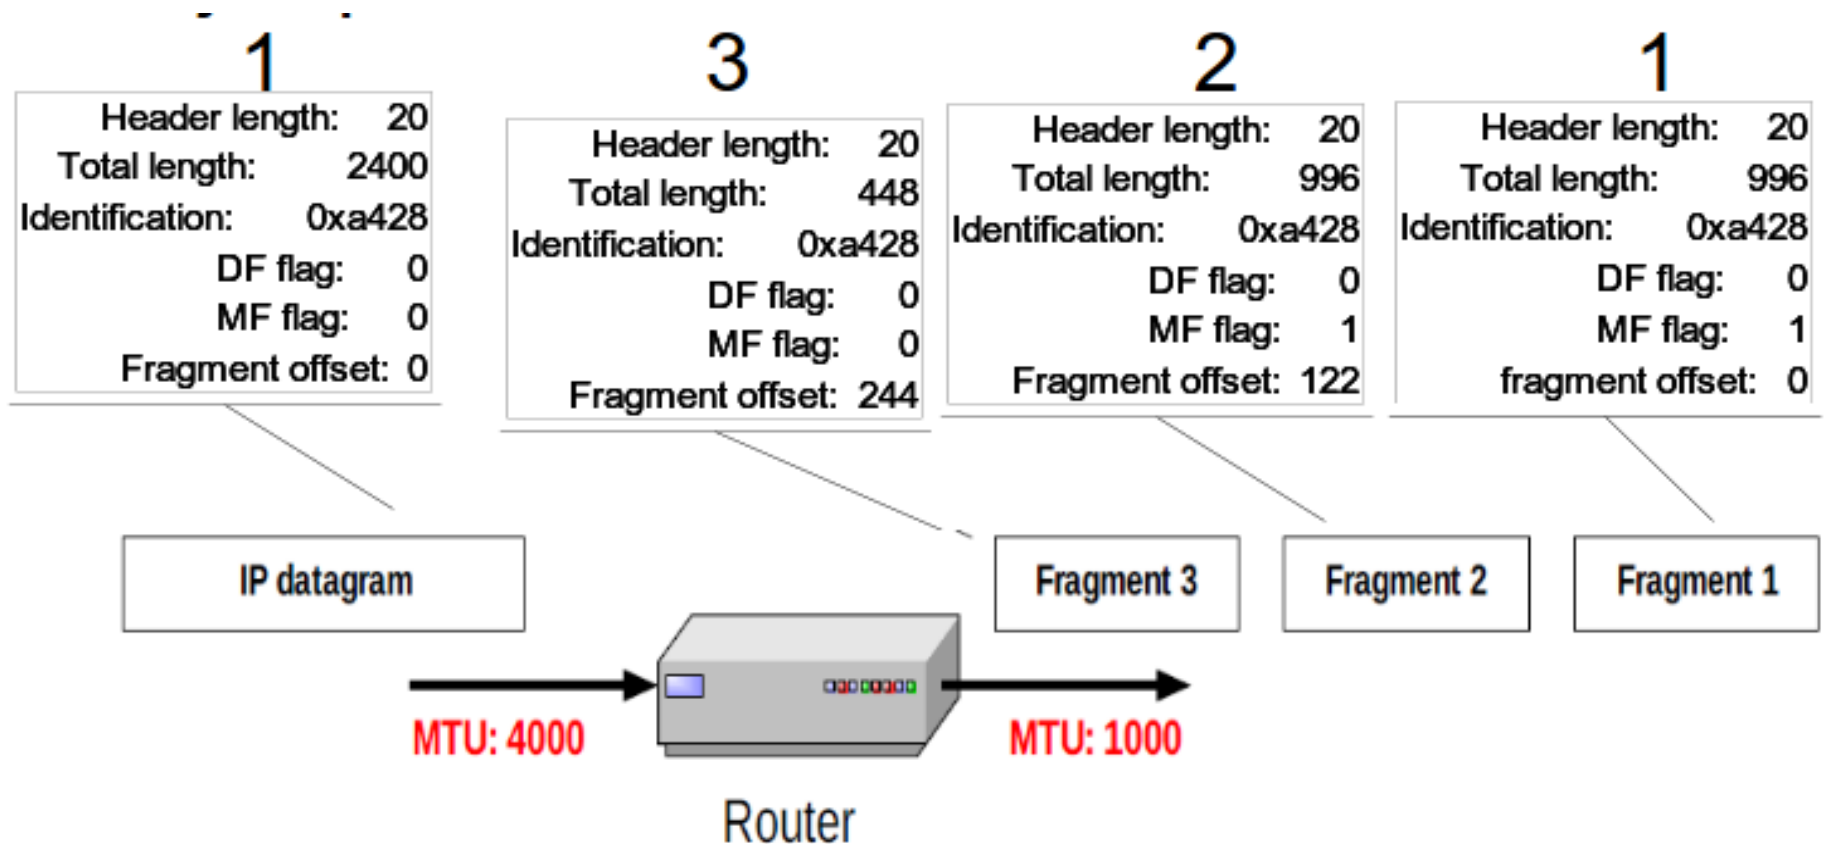 1
Header length: 20
Total length: 2400
Identification: 0xa428
DF flag: 0
MF flag: 0
Fragment offset: 0
3
Header length: 20
Total length: 448
Identification: 0xa428
DF flag: 0
MF flag: 0
Fragment offset: 244
2
Header length: 20
Total length: 996
Identification: 0xa428
DF flag: 0
MF flag: 1
Fragment offset: 122
1
Header length: 20
Total length: 996
Identification: 0xa428
DF flag: 0
MF flag: 1
fragment offset: 0
IP datagram
Fragment 3
Fragment 2
Fragment 1
MTU: 4000
MTU: 1000
Router